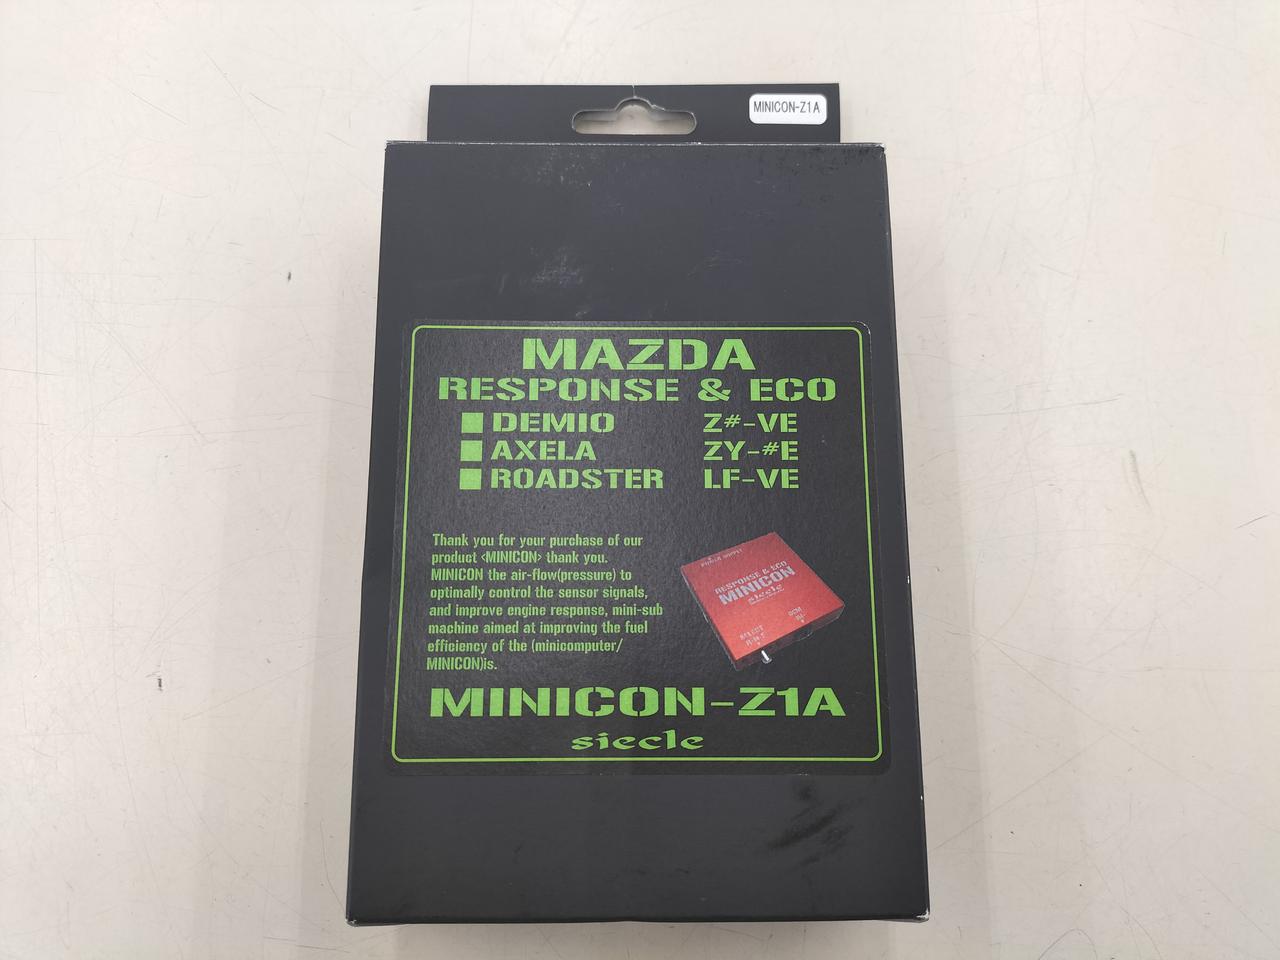 MINICON-Z1A
MAZDA
RESPONSE & ECO
DEMIO Z#-VE
AXELA ZY-#E
ROADSTER LF-VE
Thank you for your purchase of our
product <MINICON> thank you.
MINICON the air-flow(pressure) to
optimally control the sensor signals,
and improve engine response, mini-sub
machine aimed at improving the fuel
efficiency of the (minicomputer/
MINICON)is.
POWER SUPPLY
RESPONSE & ECO
MINICON
siecle
SELECT
MINICON-Z1A
siecle